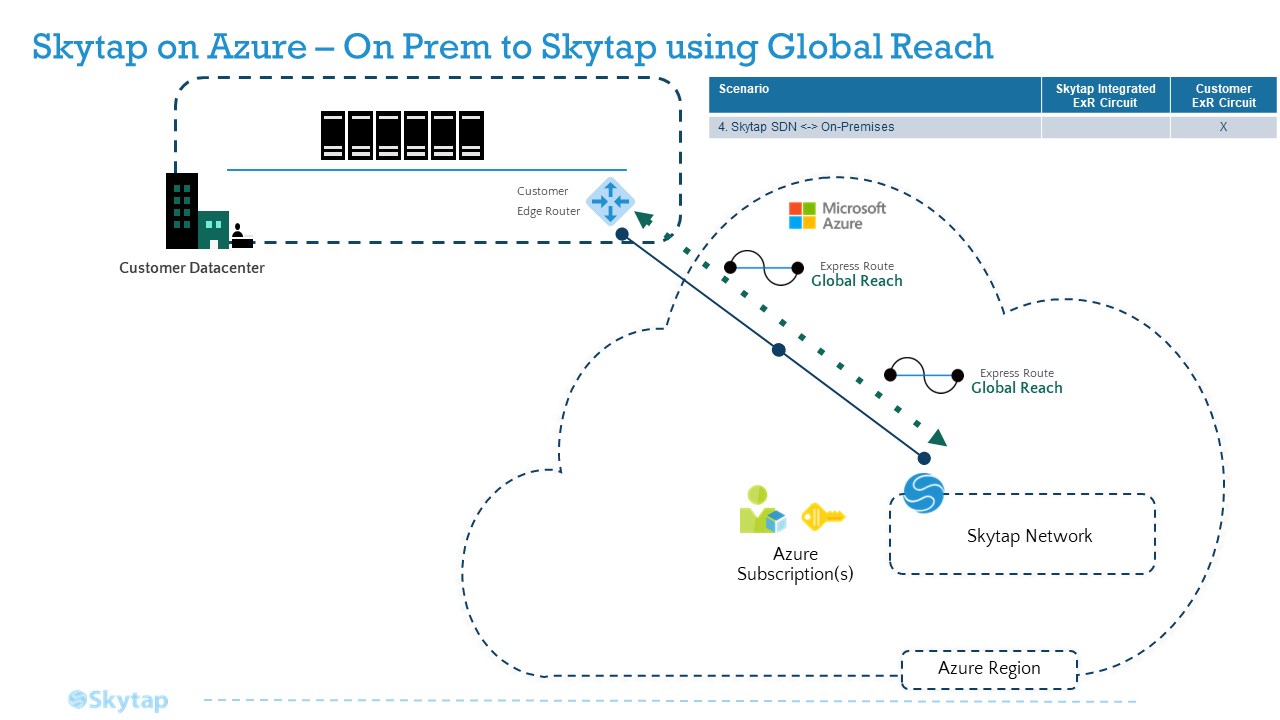 Skytap on Azure – On Prem to Skytap using Global Reach
Scenario
Skytap Integrated
ExR Circuit
Customer
ExR Circuit
4. Skytap SDN <-> On-Premises
X
Customer
Edge Router
Customer Datacenter
Microsoft
Azure
Express Route
Global Reach
Express Route
Global Reach
Azure
Subscription(s)
Skytap Network
Azure Region
Skytap